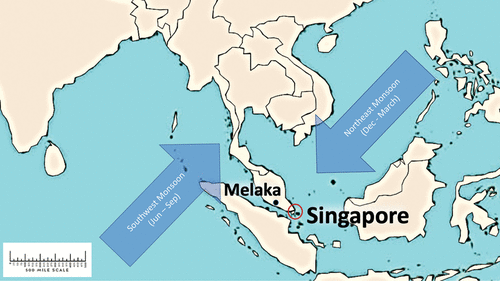 Northeast Monsoon
(Dec - March)
Southwest Monsoon
(Jun – Sep)
Melaka
Singapore
500 MILE SCALE